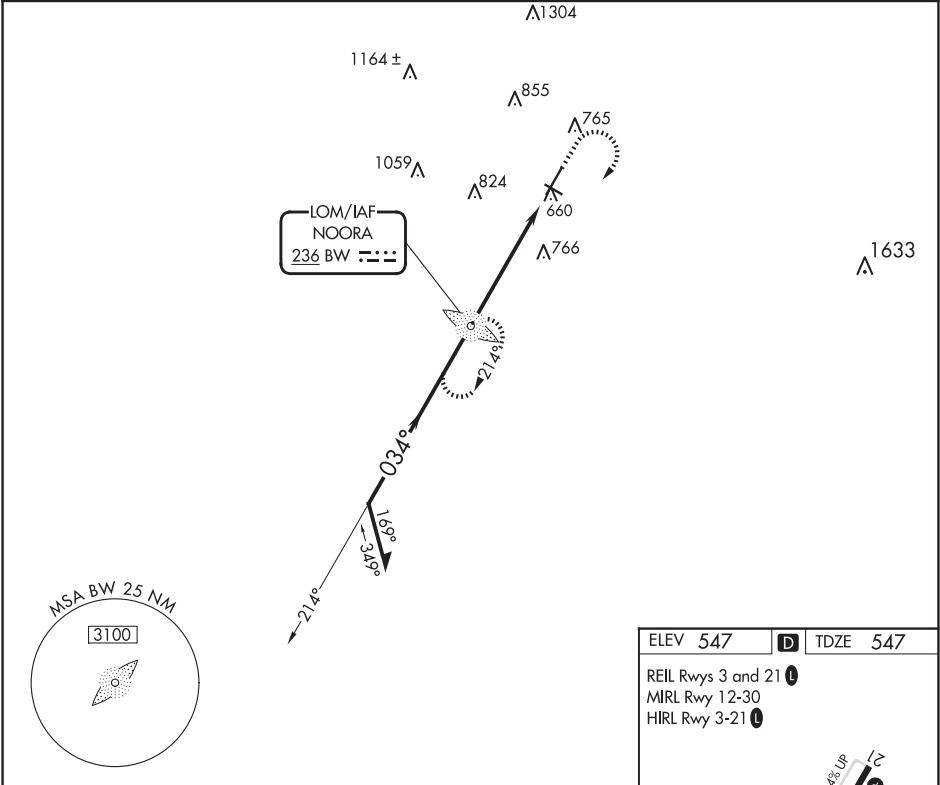 1304
1164 ±
855
765
1059
824
660
LOM/IAF
NOORA
236 BW
766
1633
214°
034°
169°
349°
214°
MSA BW 25 NM
3100
ELEV 547 D TDZE 547
REIL Rwys 3 and 21 L
MIRL Rwy 12-30
HIRL Rwy 3-21 L
4% UP
21